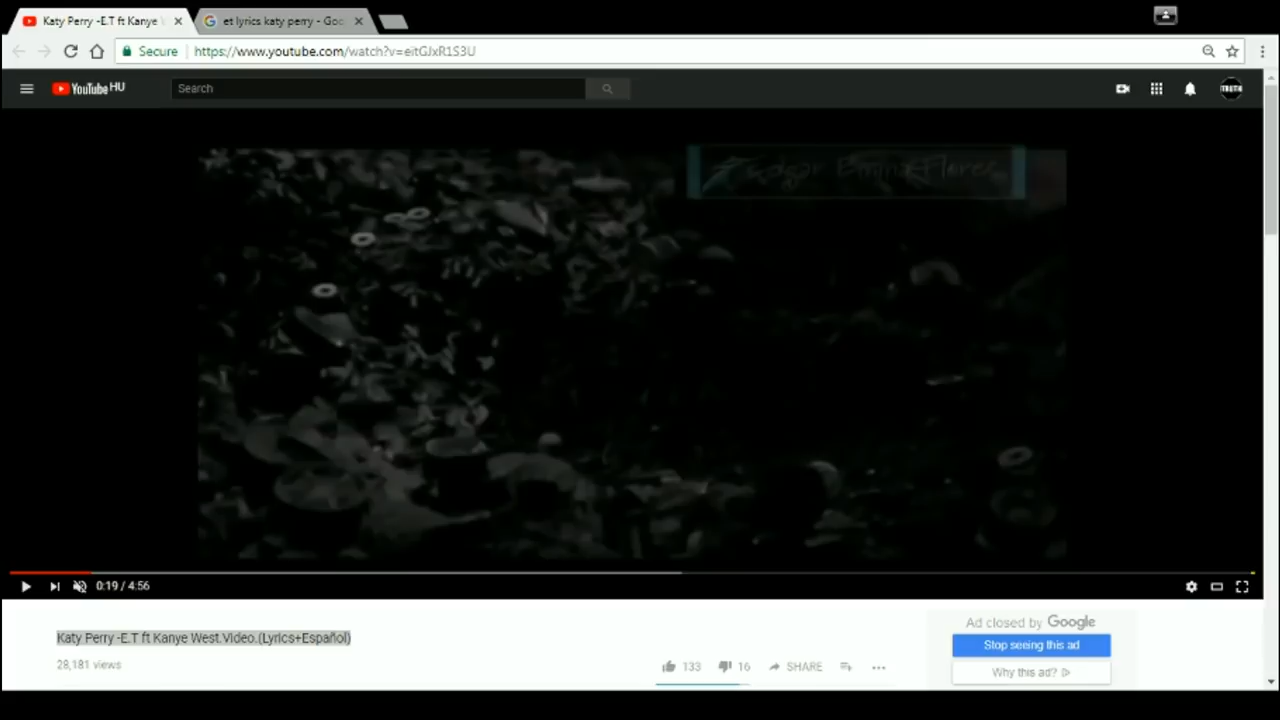 Katy Perry -E.T ft Kanye W
et lyrics katy perry - Goo
Secure
https://www.youtube.com/watch?v=eitGJxR1S3U
YouTube HU
Search
TRUTH
Edgar
0:19 / 4:56
Katy Perry -E.T ft Kanye West.Video.(Lyrics+Español)
28,181 views
133
16
SHARE
Ad closed by Google
Stop seeing this ad
Why this ad?